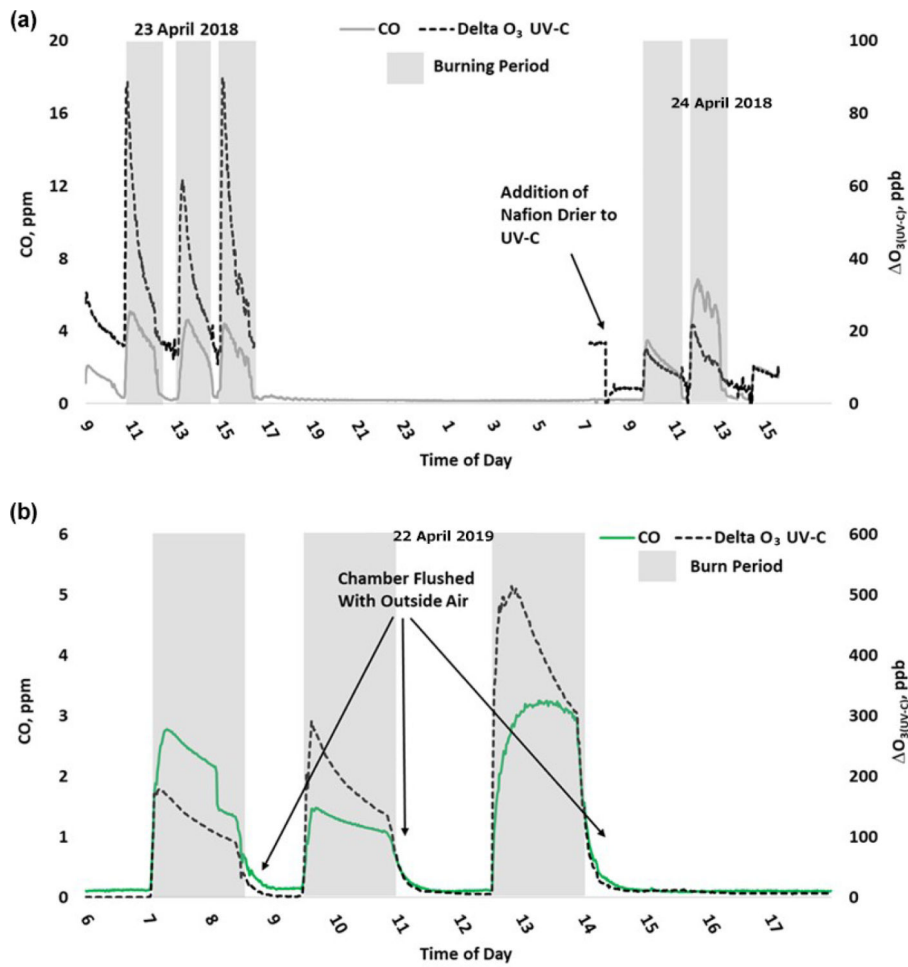 (a)
23 April 2018
CO
Delta O₃ UV-C
Burning Period
24 April 2018
Addition of
Nafion Drier to
UV-C
20
16
12
8
4
0
CO, ppm
100
80
60
40
20
0
ΔO₃(UV-C), ppb
9 11 13 15 17 19 21 23 1 3 5 7 9 11 13 15
Time of Day
(b)
22 April 2019
CO
Delta O₃ UV-C
Burn Period
Chamber Flushed
With Outside Air
6
5
4
3
2
1
0
CO, ppm
600
500
400
300
200
100
0
ΔO₃(UV-C), ppb
6 7 8 9 10 11 12 13 14 15 16 17
Time of Day